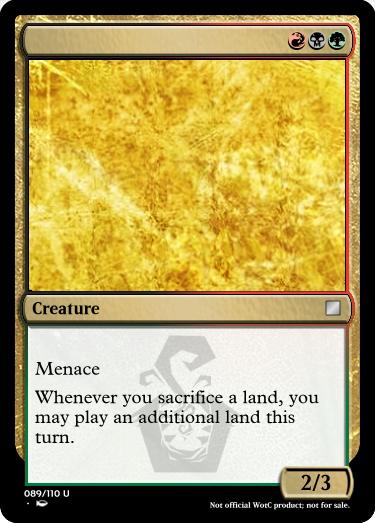 Creature
Menace
Whenever you sacrifice a land, you
may play an additional land this
turn.
2/3
089/110 U
Not official WotC product; not for sale.